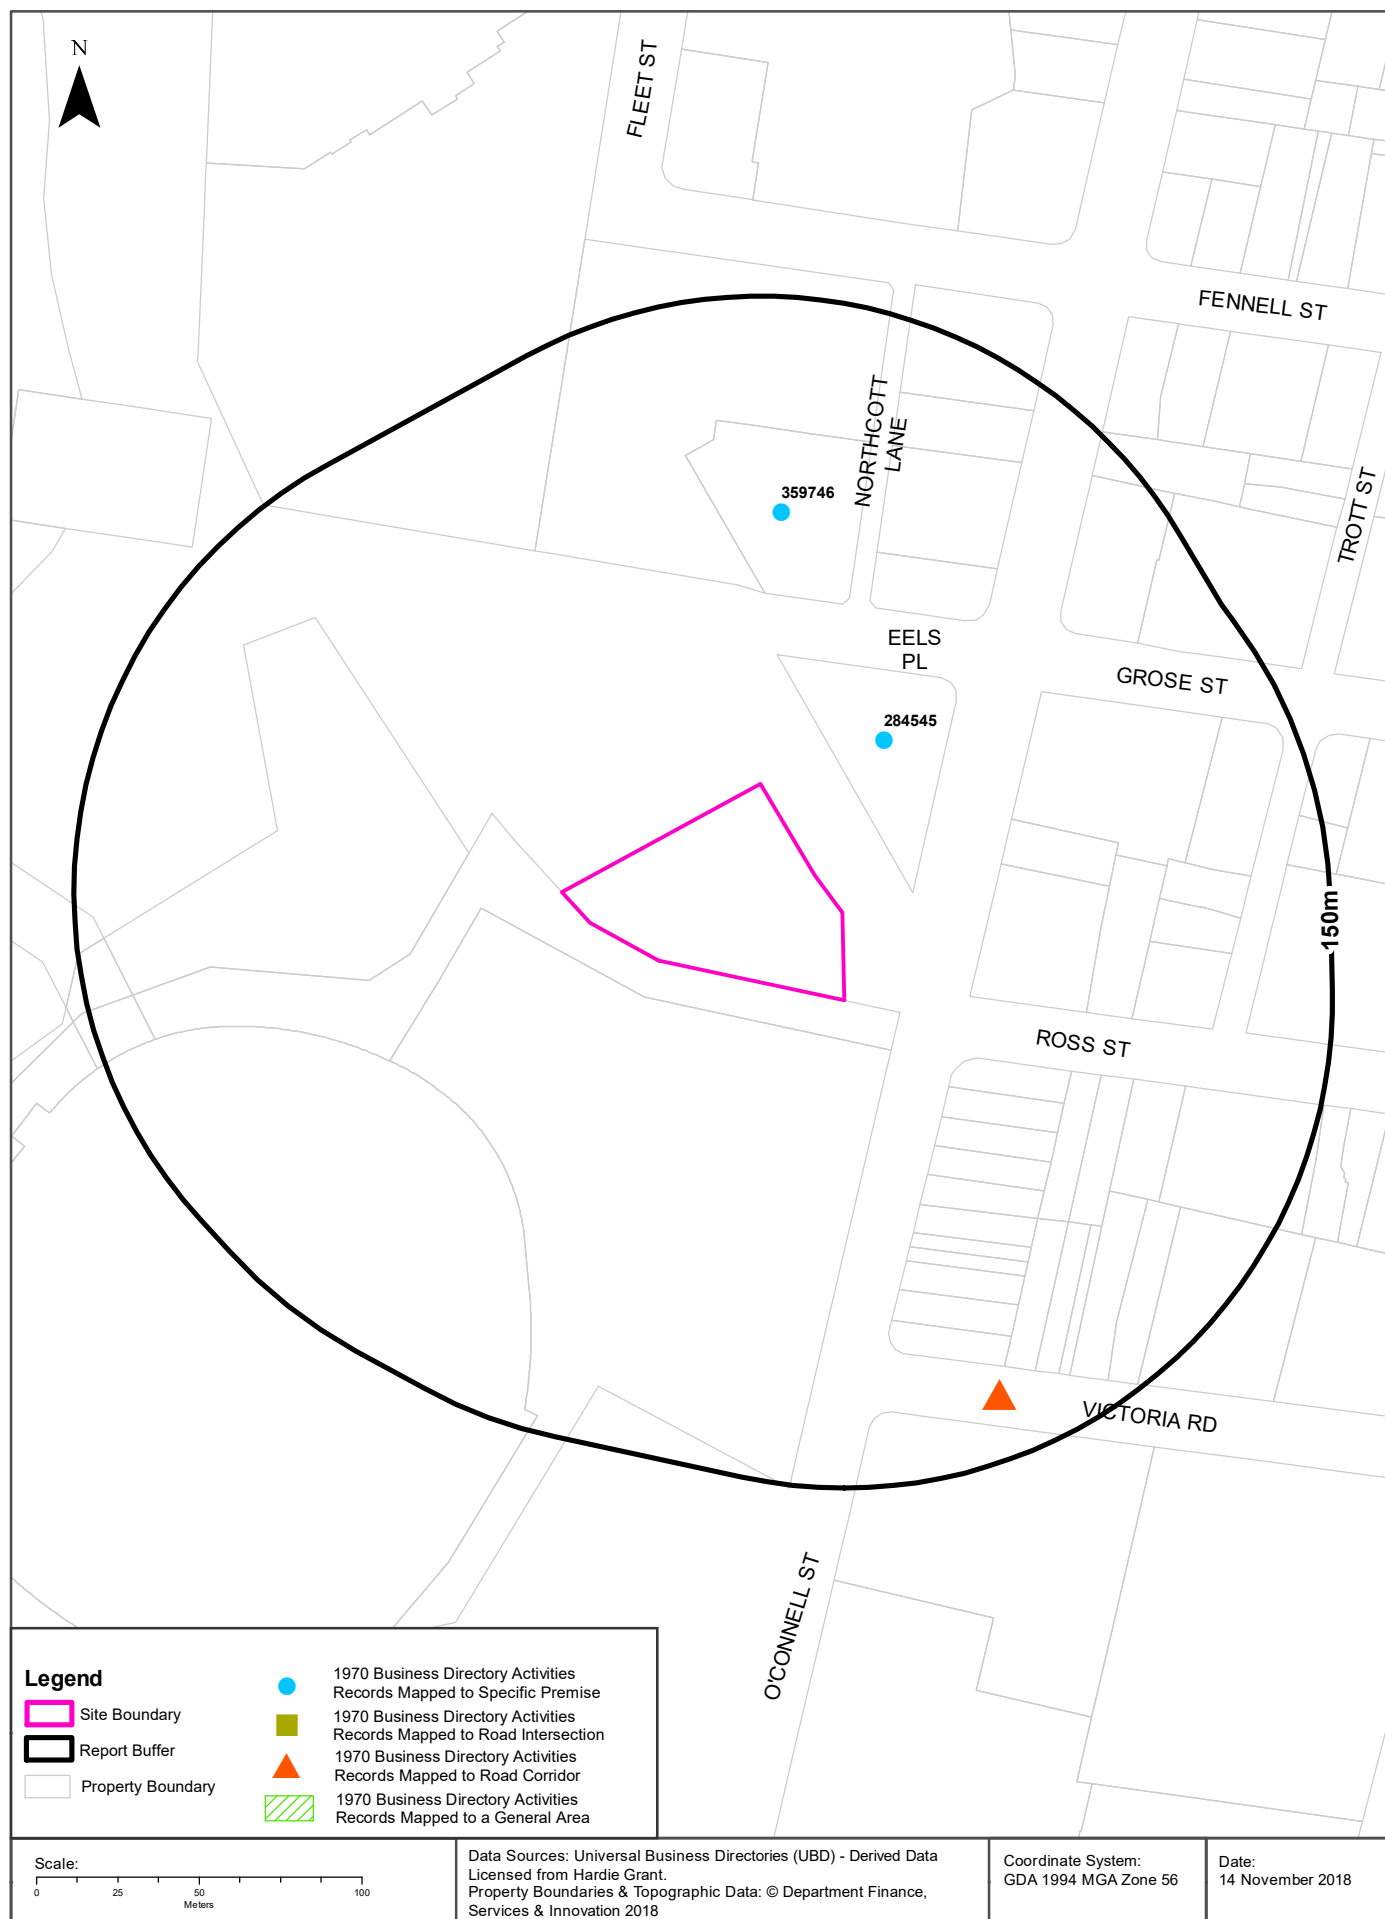 N
FLEET ST
FENNELL ST
NORTHCOTT
LANE
359746
TROTT ST
EELS
PL
GROSE ST
284545
150m
ROSS ST
VICTORIA RD
O'CONNELL ST
Legend
Site Boundary
Report Buffer
Property Boundary
1970 Business Directory Activities
Records Mapped to Specific Premise
1970 Business Directory Activities
Records Mapped to Road Intersection
1970 Business Directory Activities
Records Mapped to Road Corridor
1970 Business Directory Activities
Records Mapped to a General Area
Scale:
0 25 50 100
Meters
Data Sources: Universal Business Directories (UBD) - Derived Data
Licensed from Hardie Grant.
Property Boundaries & Topographic Data: © Department Finance,
Services & Innovation 2018
Coordinate System:
GDA 1994 MGA Zone 56
Date:
14 November 2018